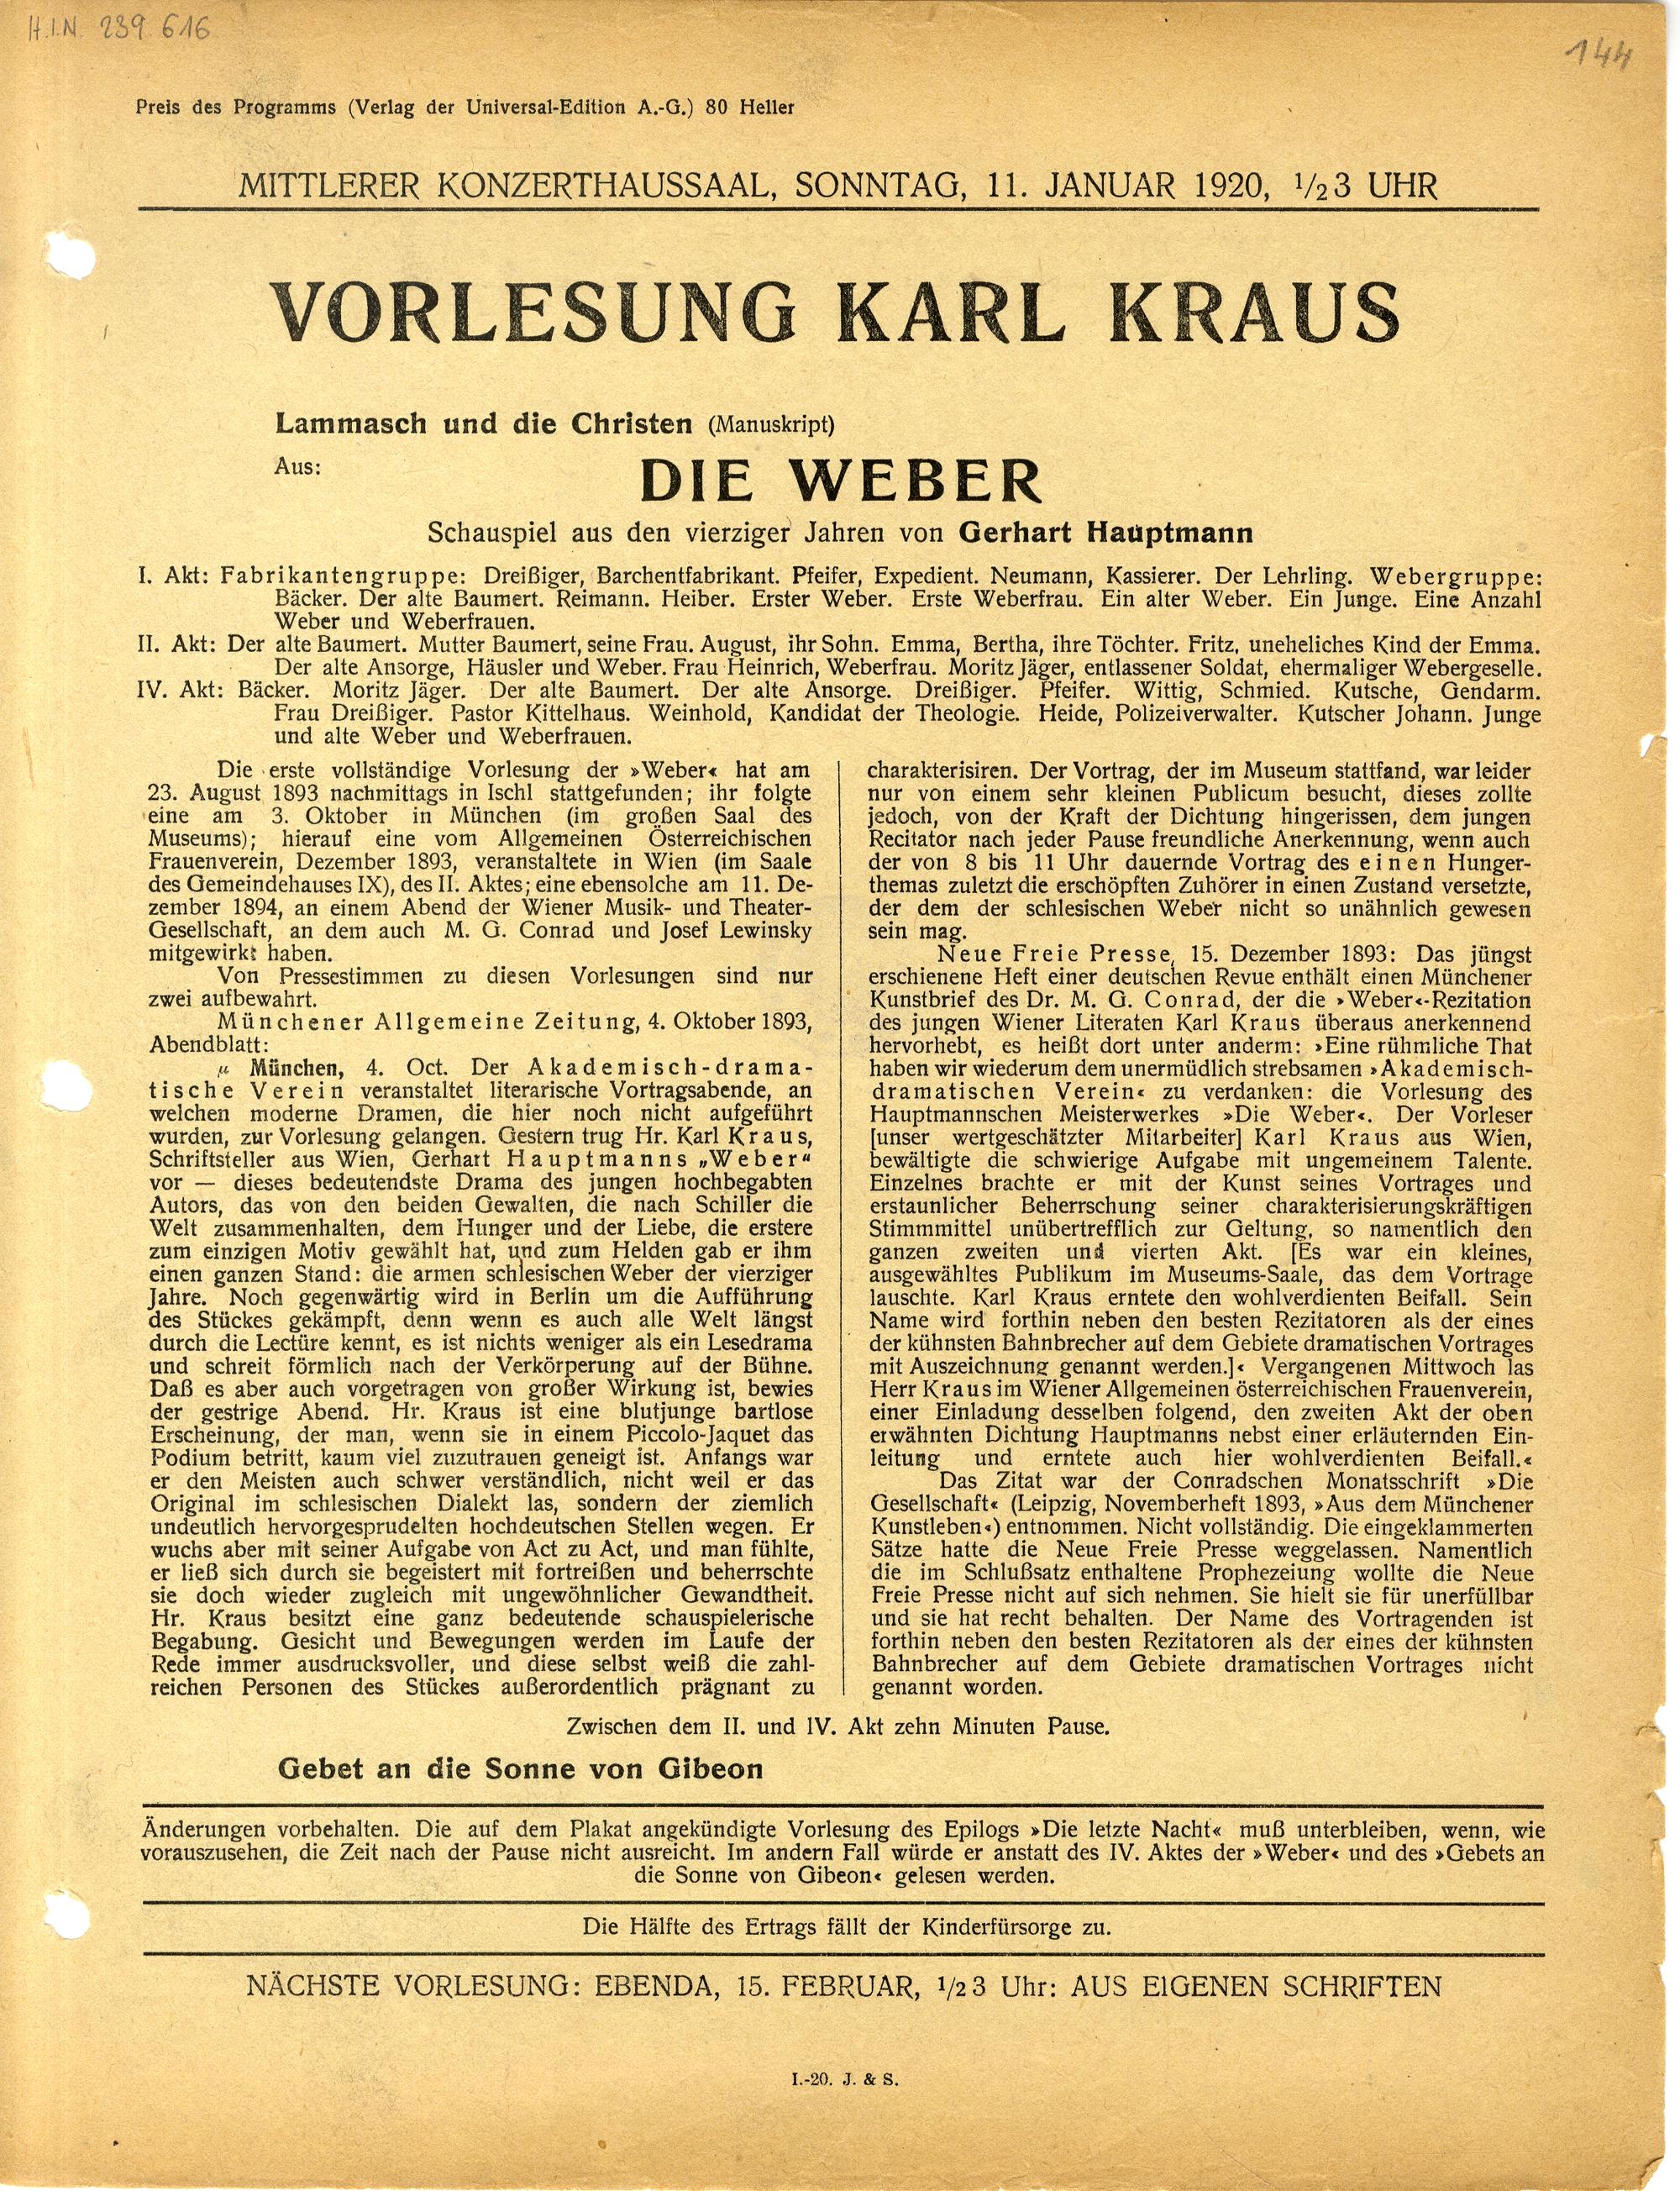 H.I.N. 239.616
144
Preis des Programms (Verlag der Universal-Edition A.-G.) 80 Heller
MITTLERER KONZERTHAUSSAAL, SONNTAG, 11. JANUAR 1920, ½3 UHR
VORLESUNG KARL KRAUS
Lammasch und die Christen (Manuskript)
Aus:
DIE WEBER
Schauspiel aus den vierziger Jahren von Gerhart Hauptmann
I. Akt: Fabrikantengruppe: Dreißiger, Barchentfabrikant. Pfeifer, Expedient. Neumann, Kassierer. Der Lehrling. Webergruppe:
Bäcker. Der alte Baumert. Reimann. Heiber. Erster Weber. Erste Weberfrau. Ein alter Weber. Ein Junge. Eine Anzahl
Weber und Weberfrauen.
II. Akt: Der alte Baumert. Mutter Baumert, seine Frau. August, ihr Sohn. Emma, Bertha, ihre Töchter. Fritz, uneheliches Kind der Emma.
Der alte Ansorge, Häusler und Weber. Frau Heinrich, Weberfrau. Moritz Jäger, entlassener Soldat, ehermaliger Webergeselle.
IV. Akt: Bäcker. Moritz Jäger. Der alte Baumert. Der alte Ansorge. Dreißiger. Pfeifer. Wittig, Schmied. Kutsche, Gendarm.
Frau Dreißiger. Pastor Kittelhaus. Weinhold, Kandidat der Theologie. Heide, Polizeiverwalter. Kutscher Johann. Junge
und alte Weber und Weberfrauen.
Die erste vollständige Vorlesung der »Weber« hat am
23. August 1893 nachmittags in Ischl stattgefunden; ihr folgte
eine am 3. Oktober in München (im großen Saal des
Museums); hierauf eine vom Allgemeinen Österreichischen
Frauenverein, Dezember 1893, veranstaltete in Wien (im Saale
des Gemeindehauses IX), des II. Aktes; eine ebensolche am 11. De-
zember 1894, an einem Abend der Wiener Musik- und Theater-
Gesellschaft, an dem auch M. G. Conrad und Josef Lewinsky
mitgewirkt haben.
Von Pressestimmen zu diesen Vorlesungen sind nur
zwei aufbewahrt.
Münchener Allgemeine Zeitung, 4. Oktober 1893,
Abendblatt:
µ München, 4. Oct. Der Akademisch-drama-
tische Verein veranstaltet literarische Vortragsabende, an
welchen moderne Dramen, die hier noch nicht aufgeführt
wurden, zur Vorlesung gelangen. Gestern trug Hr. Karl Kraus,
Schriftsteller aus Wien, Gerhart Hauptmanns „Weber“
vor — dieses bedeutendste Drama des jungen hochbegabten
Autors, das von den beiden Gewalten, die nach Schiller die
Welt zusammenhalten, dem Hunger und der Liebe, die erstere
zum einzigen Motiv gewählt hat, und zum Helden gab er ihm
einen ganzen Stand: die armen schlesischen Weber der vierziger
Jahre. Noch gegenwärtig wird in Berlin um die Aufführung
des Stückes gekämpft, denn wenn es auch alle Welt längst
durch die Lectüre kennt, es ist nichts weniger als ein Lesedrama
und schreit förmlich nach der Verkörperung auf der Bühne.
Daß es aber auch vorgetragen von großer Wirkung ist, bewies
der gestrige Abend. Hr. Kraus ist eine blutjunge bartlose
Erscheinung, der man, wenn sie in einem Piccolo-Jaquet das
Podium betritt, kaum viel zuzutrauen geneigt ist. Anfangs war
er den Meisten auch schwer verständlich, nicht weil er das
Original im schlesischen Dialekt las, sondern der ziemlich
undeutlich hervorgesprudelten hochdeutschen Stellen wegen. Er
wuchs aber mit seiner Aufgabe von Act zu Act, und man fühlte,
er ließ sich durch sie begeistert mit fortreißen und beherrschte
sie doch wieder zugleich mit ungewöhnlicher Gewandtheit.
Hr. Kraus besitzt eine ganz bedeutende schauspielerische
Begabung. Gesicht und Bewegungen werden im Laufe der
Rede immer ausdrucksvoller, und diese selbst weiß die zahl-
reichen Personen des Stückes außerordentlich prägnant zu
charakterisiren. Der Vortrag, der im Museum stattfand, war leider
nur von einem sehr kleinen Publicum besucht, dieses zollte
jedoch, von der Kraft der Dichtung hingerissen, dem jungen
Recitator nach jeder Pause freundliche Anerkennung, wenn auch
der von 8 bis 11 Uhr dauernde Vortrag des einen Hunger-
themas zuletzt die erschöpften Zuhörer in einen Zustand versetzte,
der dem der schlesischen Weber nicht so unähnlich gewesen
sein mag.
Neue Freie Presse, 15. Dezember 1893: Das jüngst
erschienene Heft einer deutschen Revue enthält einen Münchener
Kunstbrief des Dr. M. G. Conrad, der die ›Weber‹-Rezitation
des jungen Wiener Literaten Karl Kraus überaus anerkennend
hervorhebt, es heißt dort unter anderm: ›Eine rühmliche That
haben wir wiederum dem unermüdlich strebsamen »Akademisch-
dramatischen Verein« zu verdanken: die Vorlesung des
Hauptmannschen Meisterwerkes »Die Weber«. Der Vorleser
[unser wertgeschätzter Mitarbeiter] Karl Kraus aus Wien,
bewältigte die schwierige Aufgabe mit ungemeinem Talente.
Einzelnes brachte er mit der Kunst seines Vortrages und
erstaunlicher Beherrschung seiner charakterisierungskräftigen
Stimmmittel unübertrefflich zur Geltung, so namentlich den
ganzen zweiten und vierten Akt. [Es war ein kleines,
ausgewähltes Publikum im Museums-Saale, das dem Vortrage
lauschte. Karl Kraus erntete den wohlverdienten Beifall. Sein
Name wird forthin neben den besten Rezitatoren als der eines
der kühnsten Bahnbrecher auf dem Gebiete dramatischen Vortrages
mit Auszeichnung genannt werden.]‹ Vergangenen Mittwoch las
Herr Kraus im Wiener Allgemeinen österreichischen Frauenverein,
einer Einladung desselben folgend, den zweiten Akt der oben
erwähnten Dichtung Hauptmanns nebst einer erläuternden Ein-
leitung und erntete auch hier wohlverdienten Beifall.«
Das Zitat war der Conradschen Monatsschrift »Die
Gesellschaft« (Leipzig, Novemberheft 1893, »Aus dem Münchener
Kunstleben«) entnommen. Nicht vollständig. Die eingeklammerten
Sätze hatte die Neue Freie Presse weggelassen. Namentlich
die im Schlußsatz enthaltene Prophezeiung wollte die Neue
Freie Presse nicht auf sich nehmen. Sie hielt sie für unerfüllbar
und sie hat recht behalten. Der Name des Vortragenden ist
forthin neben den besten Rezitatoren als der eines der kühnsten
Bahnbrecher auf dem Gebiete dramatischen Vortrages nicht
genannt worden.
Zwischen dem II. und IV. Akt zehn Minuten Pause.
Gebet an die Sonne von Gibeon
Änderungen vorbehalten. Die auf dem Plakat angekündigte Vorlesung des Epilogs »Die letzte Nacht« muß unterbleiben, wenn, wie
vorauszusehen, die Zeit nach der Pause nicht ausreicht. Im andern Fall würde er anstatt des IV. Aktes der »Weber« und des »Gebets an
die Sonne von Gibeon« gelesen werden.
Die Hälfte des Ertrags fällt der Kinderfürsorge zu.
NÄCHSTE VORLESUNG: EBENDA, 15. FEBRUAR, ½3 Uhr: AUS EIGENEN SCHRIFTEN
I.-20. J. & S.